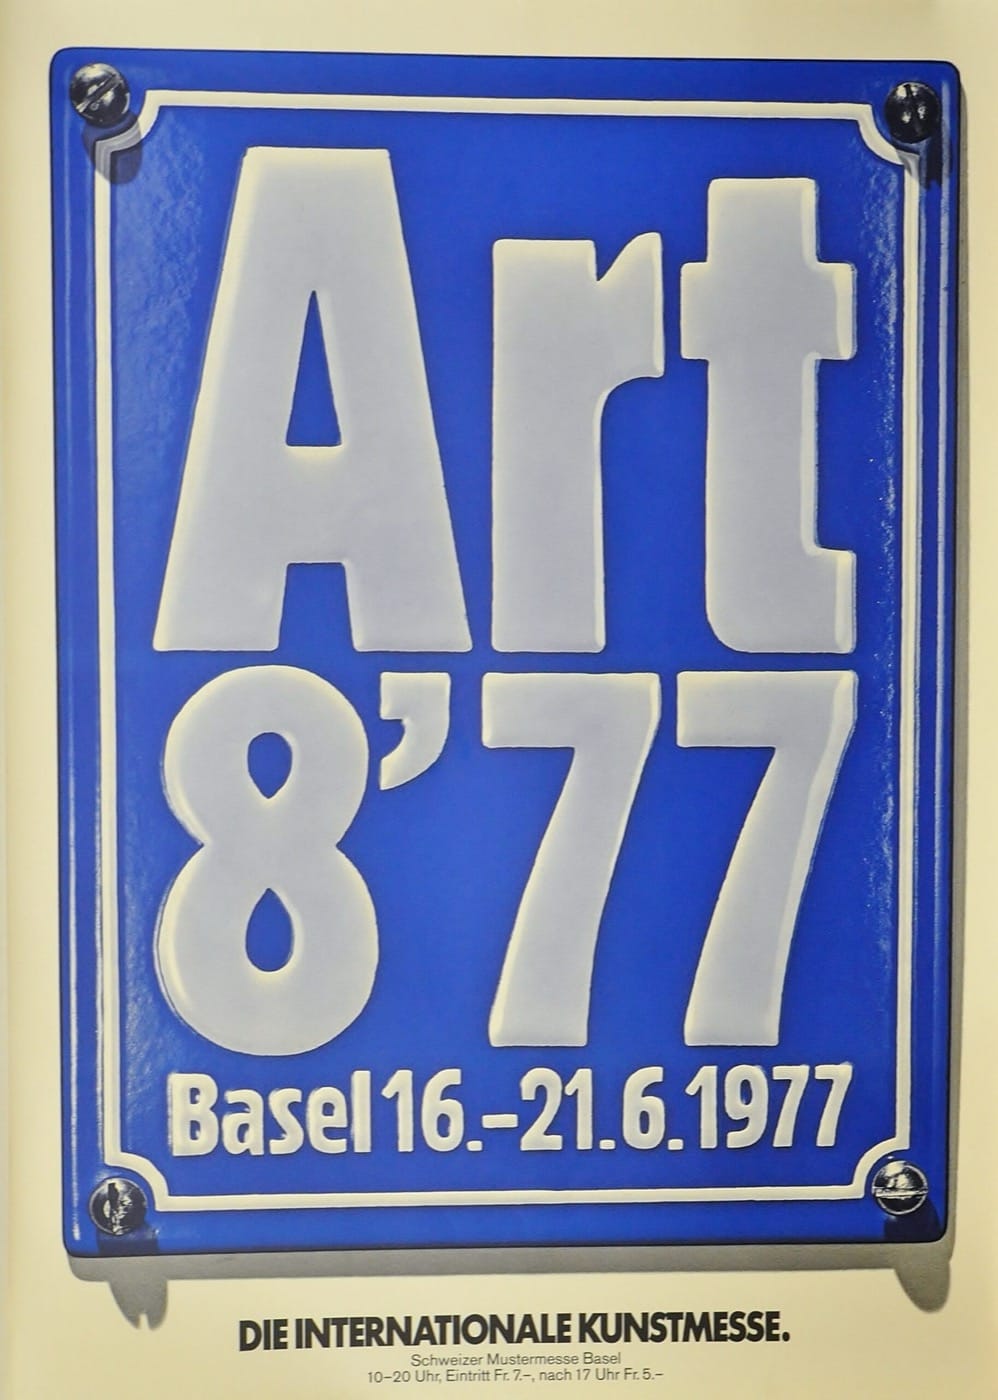 Art
8’77
Basel 16.–21.6.1977
DIE INTERNATIONALE KUNSTMESSE.
Schweizer Mustermesse Basel
10–20 Uhr, Eintritt Fr. 7.–, nach 17 Uhr Fr. 5.–